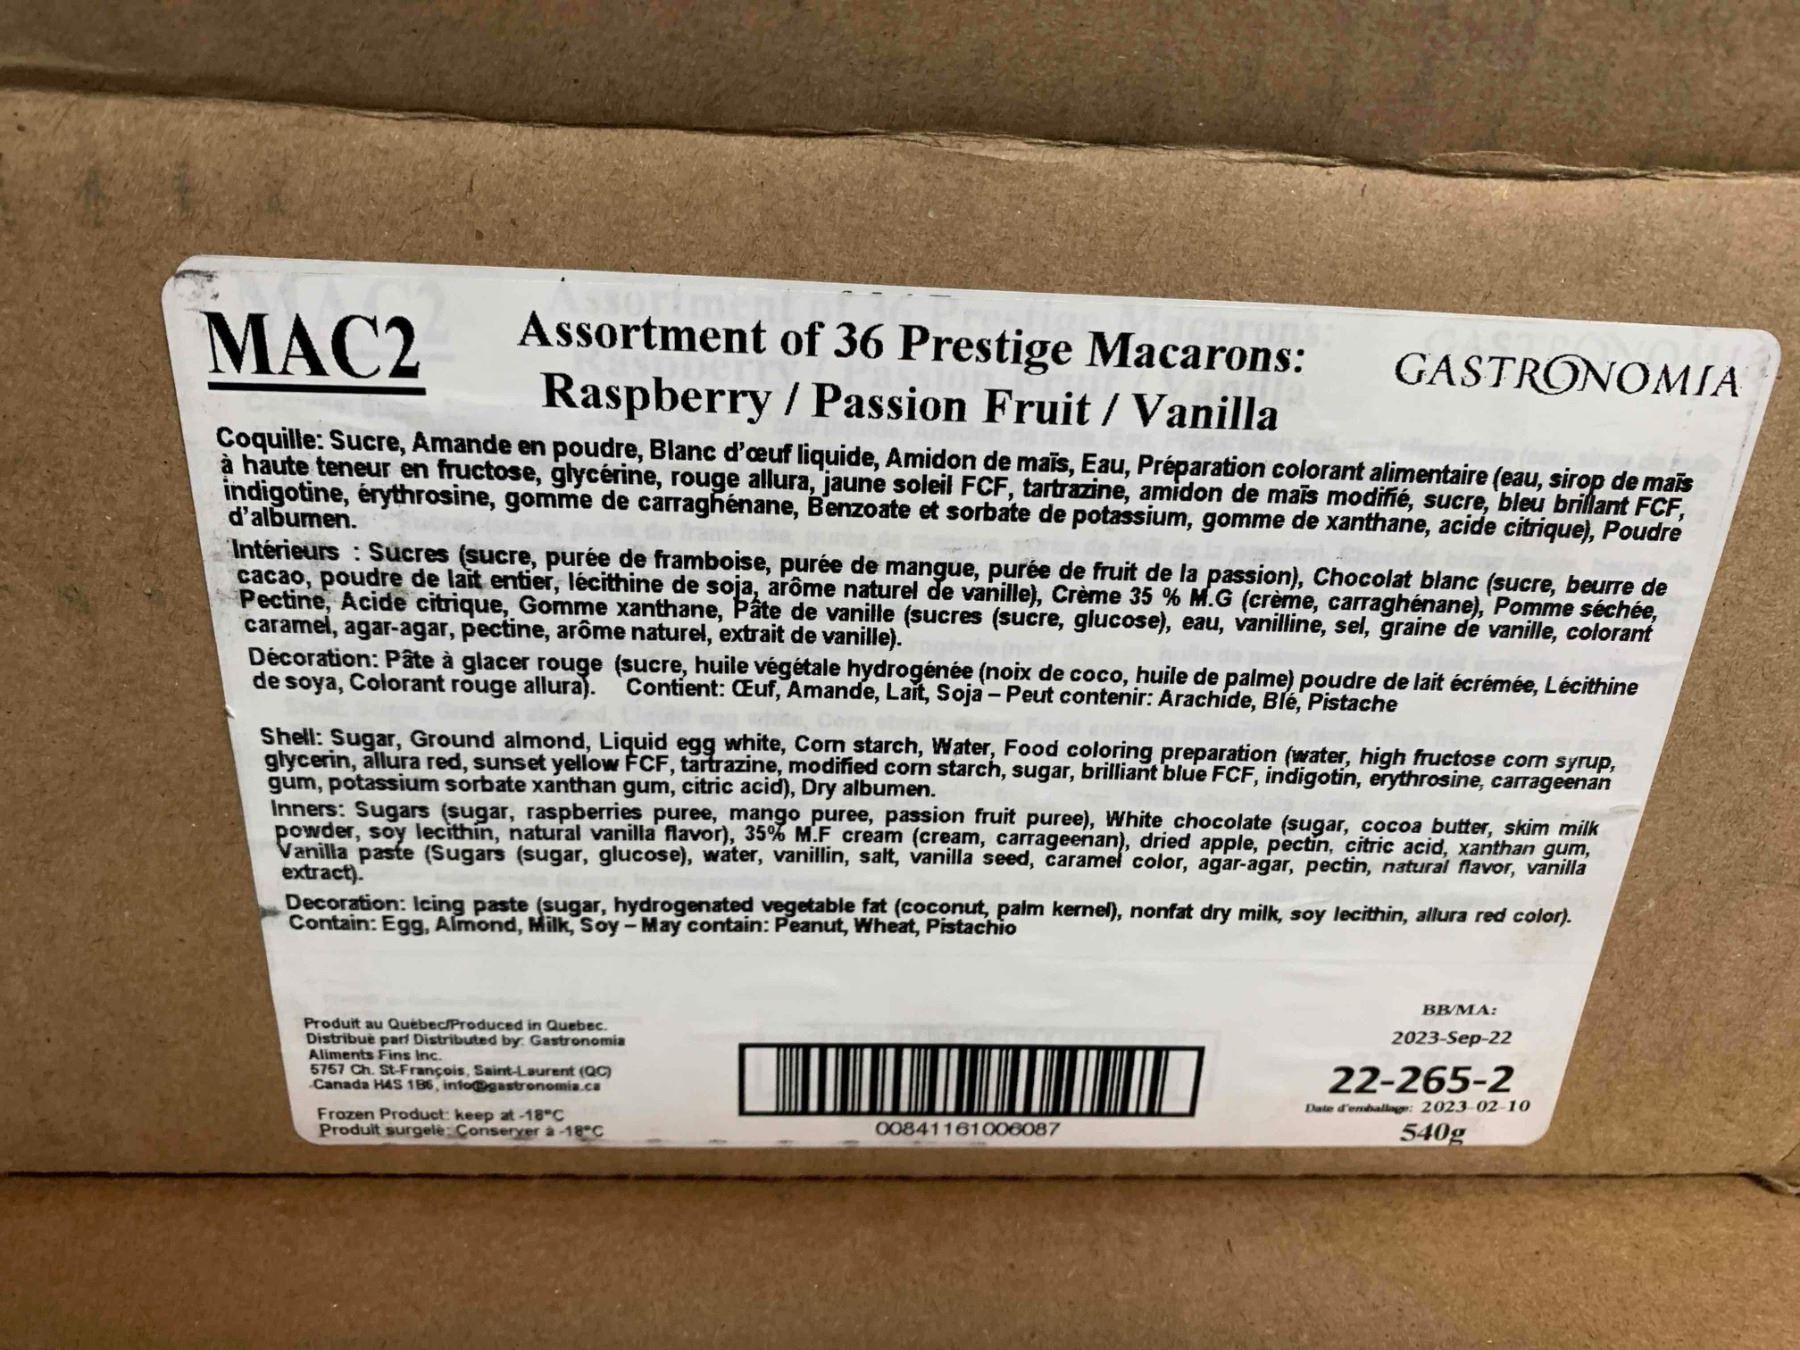 MAC2
Assortment of 36 Prestige Macarons:
Raspberry / Passion Fruit / Vanilla
GASTRONOMIA
Coquille: Sucre, Amande en poudre, Blanc d'œuf liquide, Amidon de maïs, Eau, Préparation colorant alimentaire (eau, sirop de maïs
à haute teneur en fructose, glycérine, rouge allura, jaune soleil FCF, tartrazine, amidon de maïs modifié, sucre, bleu brillant FCF,
indigotine, érythrosine, gomme de carraghénane, Benzoate et sorbate de potassium, gomme de xanthane, acide citrique), Poudre
d'albumen.
Intérieurs : Sucres (sucre, purée de framboise, purée de mangue, purée de fruit de la passion), Chocolat blanc (sucre, beurre de
cacao, poudre de lait entier, lécithine de soja, arôme naturel de vanille), Crème 35 % M.G (crème, carraghénane), Pomme séchée,
Pectine, Acide citrique, Gomme xanthane, Pâte de vanille (sucres (sucre, glucose), eau, vanilline, sel, graine de vanille, colorant
caramel, agar-agar, pectine, arôme naturel, extrait de vanille).
Décoration: Pâte à glacer rouge (sucre, huile végétale hydrogénée (noix de coco, huile de palme) poudre de lait écrémée, Lécithine
de soya, Colorant rouge allura). Contient: Œuf, Amande, Lait, Soja – Peut contenir: Arachide, Blé, Pistache
Shell: Sugar, Ground almond, Liquid egg white, Corn starch, Water, Food coloring preparation (water, high fructose corn syrup,
glycerin, allura red, sunset yellow FCF, tartrazine, modified corn starch, sugar, brilliant blue FCF, indigotin, erythrosine, carrageenan
gum, potassium sorbate xanthan gum, citric acid), Dry albumen.
Inners: Sugars (sugar, raspberries puree, mango puree, passion fruit puree), White chocolate (sugar, cocoa butter, skim milk
powder, soy lecithin, natural vanilla flavor), 35% M.F cream (cream, carrageenan), dried apple, pectin, citric acid, xanthan gum,
Vanilla paste (Sugars (sugar, glucose), water, vanillin, salt, vanilla seed, caramel color, agar-agar, pectin, natural flavor, vanilla
extract).
Decoration: Icing paste (sugar, hydrogenated vegetable fat (coconut, palm kernel), nonfat dry milk, soy lecithin, allura red color).
Contain: Egg, Almond, Milk, Soy – May contain: Peanut, Wheat, Pistachio
Produit au Québec/Produced in Quebec.
Distribué par/ Distributed by: Gastronomia
Aliments Fins Inc.
5757 Ch. St-François, Saint-Laurent (QC)
Canada H4S 1B6, info@gastronomia.ca
Frozen Product: keep at -18°C
Produit surgelé: Conserver à -18°C
00841161006087
BB/MA:
2023-Sep-22
22-265-2
Date d'emballage: 2023-02-10
540g